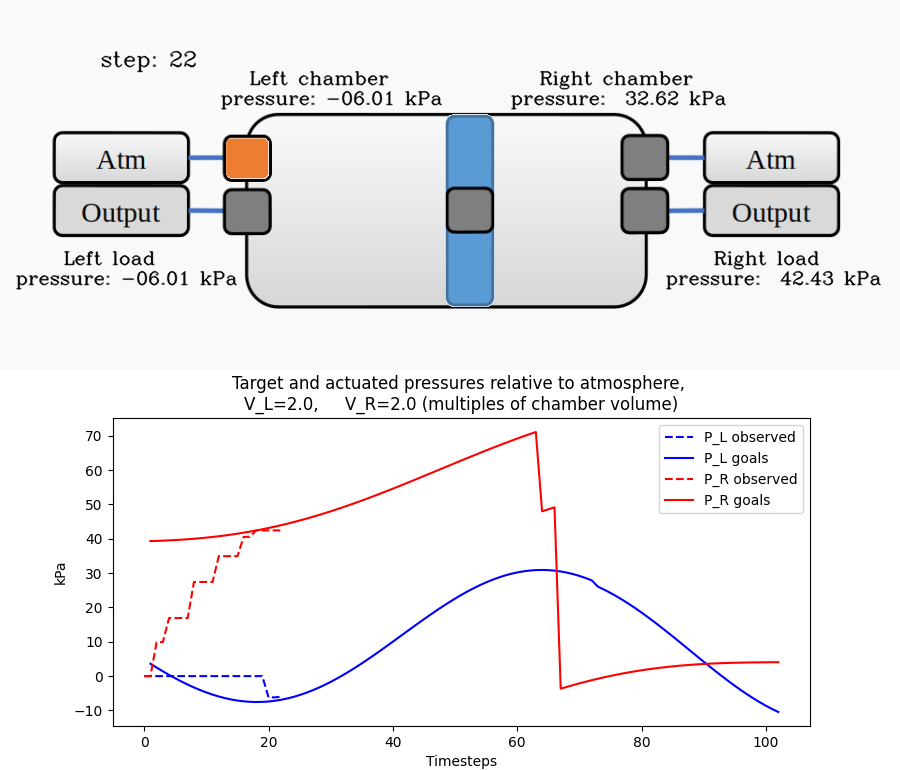 step: 22
Left chamber
pressure: −06.01 kPa
Right chamber
pressure: 32.62 kPa
Atm
Output
Atm
Output
Left load
pressure: −06.01 kPa
Right load
pressure: 42.43 kPa
Target and actuated pressures relative to atmosphere,
V_L=2.0, V_R=2.0 (multiples of chamber volume)
P_L observed
P_L goals
P_R observed
P_R goals
kPa
70
60
50
40
30
20
10
0
−10
0 20 40 60 80 100
Timesteps